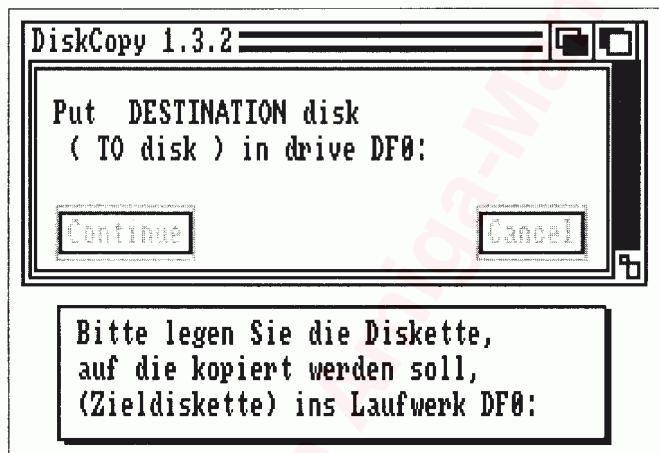 DiskCopy 1.3.2
Put DESTINATION disk
( TO disk ) in drive DF0:
Continue
Cancel
Bitte legen Sie die Diskette,
auf die kopiert werden soll,
(Zieldiskette) ins Laufwerk DF0: